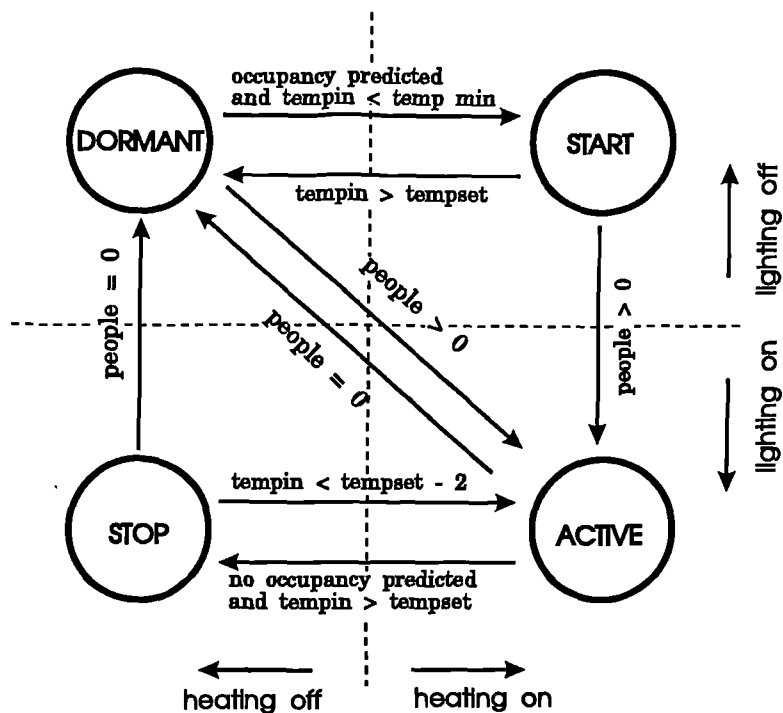 occupancy predicted
and tempin < temp min
DORMANT
START
tempin > tempset
lighting off
people = 0
people > 0
people = 0
people > 0
lighting on
tempin < tempset - 2
STOP
ACTIVE
no occupancy predicted
and tempin > tempset
heating off
heating on